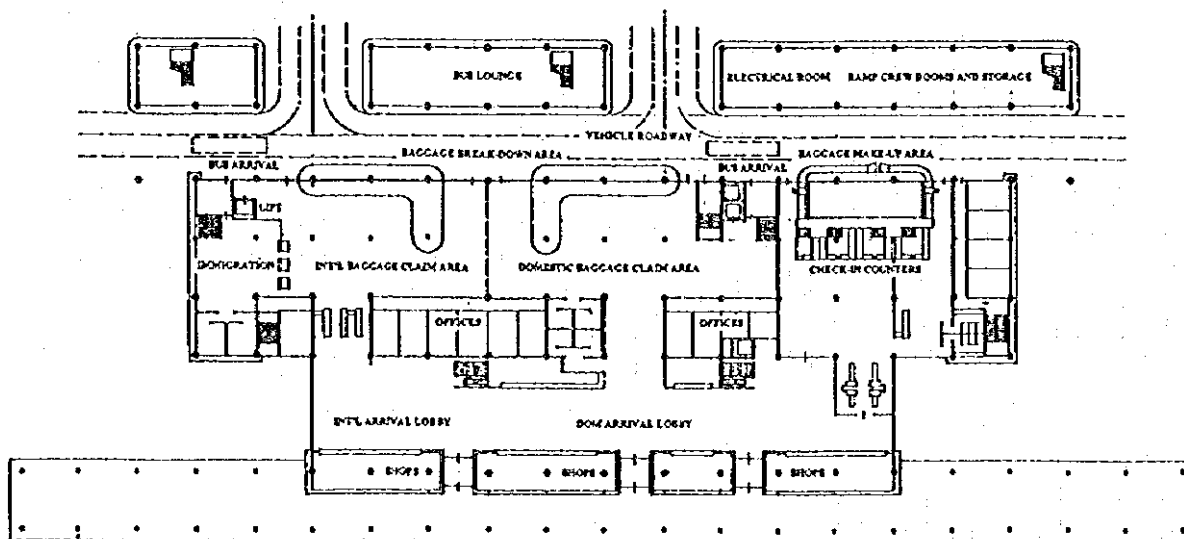 BUS LOUNGE
ELECTRICAL ROOM
RAMP CREW ROOMS AND STORAGE
VEHICLE ROADWAY
BAGGAGE BREAK-DOWN AREA
BAGGAGE MAKE-UP AREA
BUS ARRIVAL
BUS ARRIVAL
LIFT
IMMIGRATION
INT'L BAGGAGE CLAIM AREA
DOMESTIC BAGGAGE CLAIM AREA
CHECK-IN COUNTERS
OFFICES
OFFICES
INT'L ARRIVAL LOBBY
DOM. ARRIVAL LOBBY
SHOPS
SHOPS
SHOPS